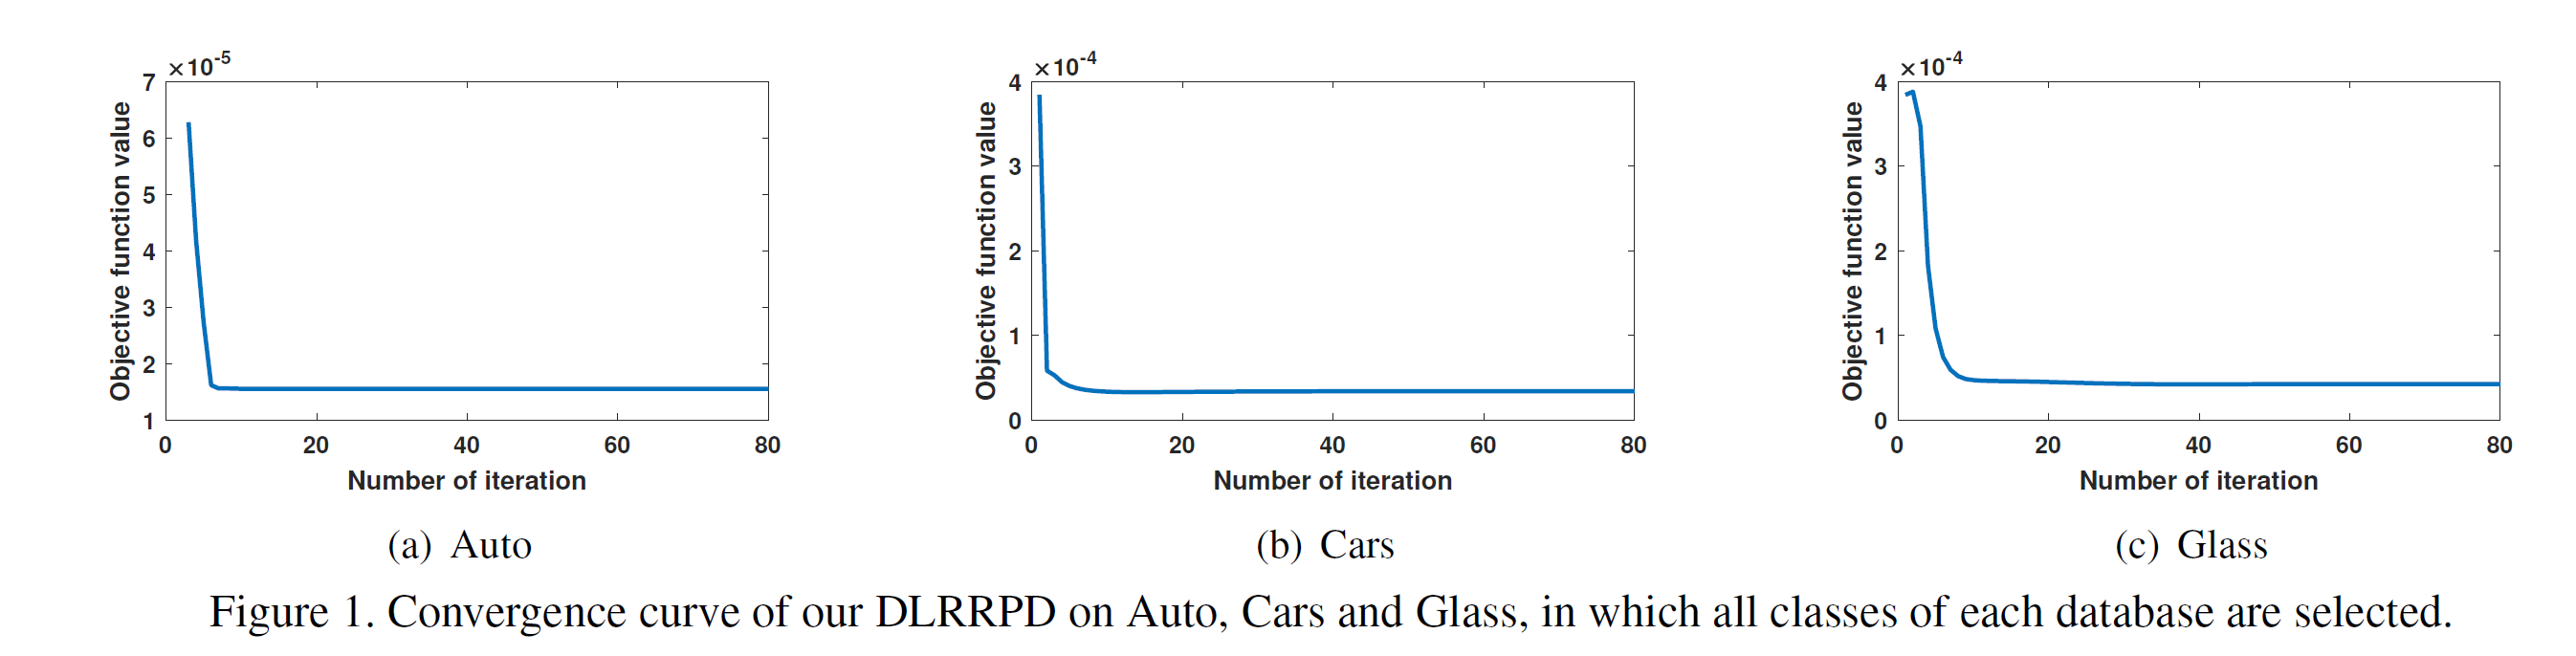 ×10-5
7
6
5
4
3
2
1
0 20 40 60 80
Objective function value
Number of iteration
(a) Auto
×10-4
4
3
2
1
0
0 20 40 60 80
Objective function value
Number of iteration
(b) Cars
×10-4
4
3
2
1
0
0 20 40 60 80
Objective function value
Number of iteration
(c) Glass
Figure 1. Convergence curve of our DLRRPD on Auto, Cars and Glass, in which all classes of each database are selected.